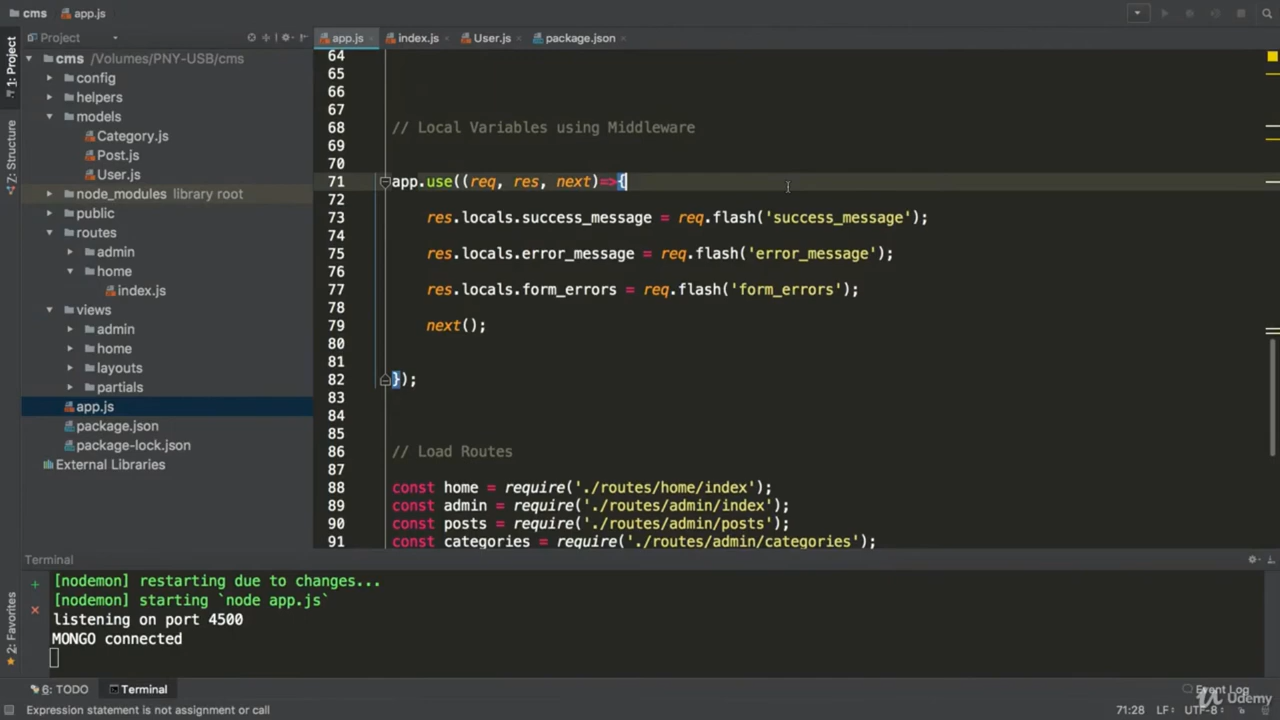 cms
app.js
Project
app.js
index.js
User.js
package.json
1: Project
Z: Structure
2: Favorites
cms /Volumes/PNY-USB/cms
config
helpers
models
Category.js
Post.js
User.js
node_modules library root
public
routes
admin
home
index.js
views
admin
home
layouts
partials
app.js
package.json
package-lock.json
External Libraries
64
65
66
67
68 // Local Variables using Middleware
69
70
71 app.use((req, res, next)=>{
72
73 res.locals.success_message = req.flash('success_message');
74
75 res.locals.error_message = req.flash('error_message');
76
77 res.locals.form_errors = req.flash('form_errors');
78
79 next();
80
81
82 });
83
84
85
86 // Load Routes
87
88 const home = require('./routes/home/index');
89 const admin = require('./routes/admin/index');
90 const posts = require('./routes/admin/posts');
91 const categories = require('./routes/admin/categories');
Terminal
[nodemon] restarting due to changes...
[nodemon] starting `node app.js`
listening on port 4500
MONGO connected
6: TODO
Terminal
Event Log
Udemy
Expression statement is not assignment or call
71:28 LF: UTF-8: